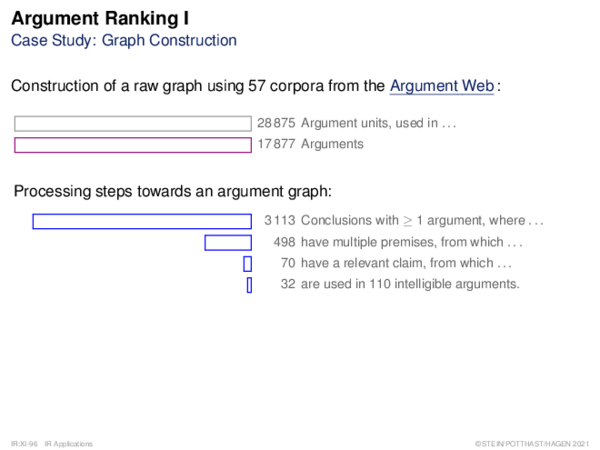 Argument Ranking I
Case Study: Graph Construction
Construction of a raw graph using 57 corpora from the Argument Web:
28 875 Argument units, used in . . .
17 877 Arguments
Processing steps towards an argument graph:
3 113 Conclusions with ≥ 1 argument, where . . .
498 have multiple premises, from which . . .
70 have a relevant claim, from which . . .
32 are used in 110 intelligible arguments.
IR:XI-96 IR Applications
©STEIN/POTTHAST/HAGEN 2021